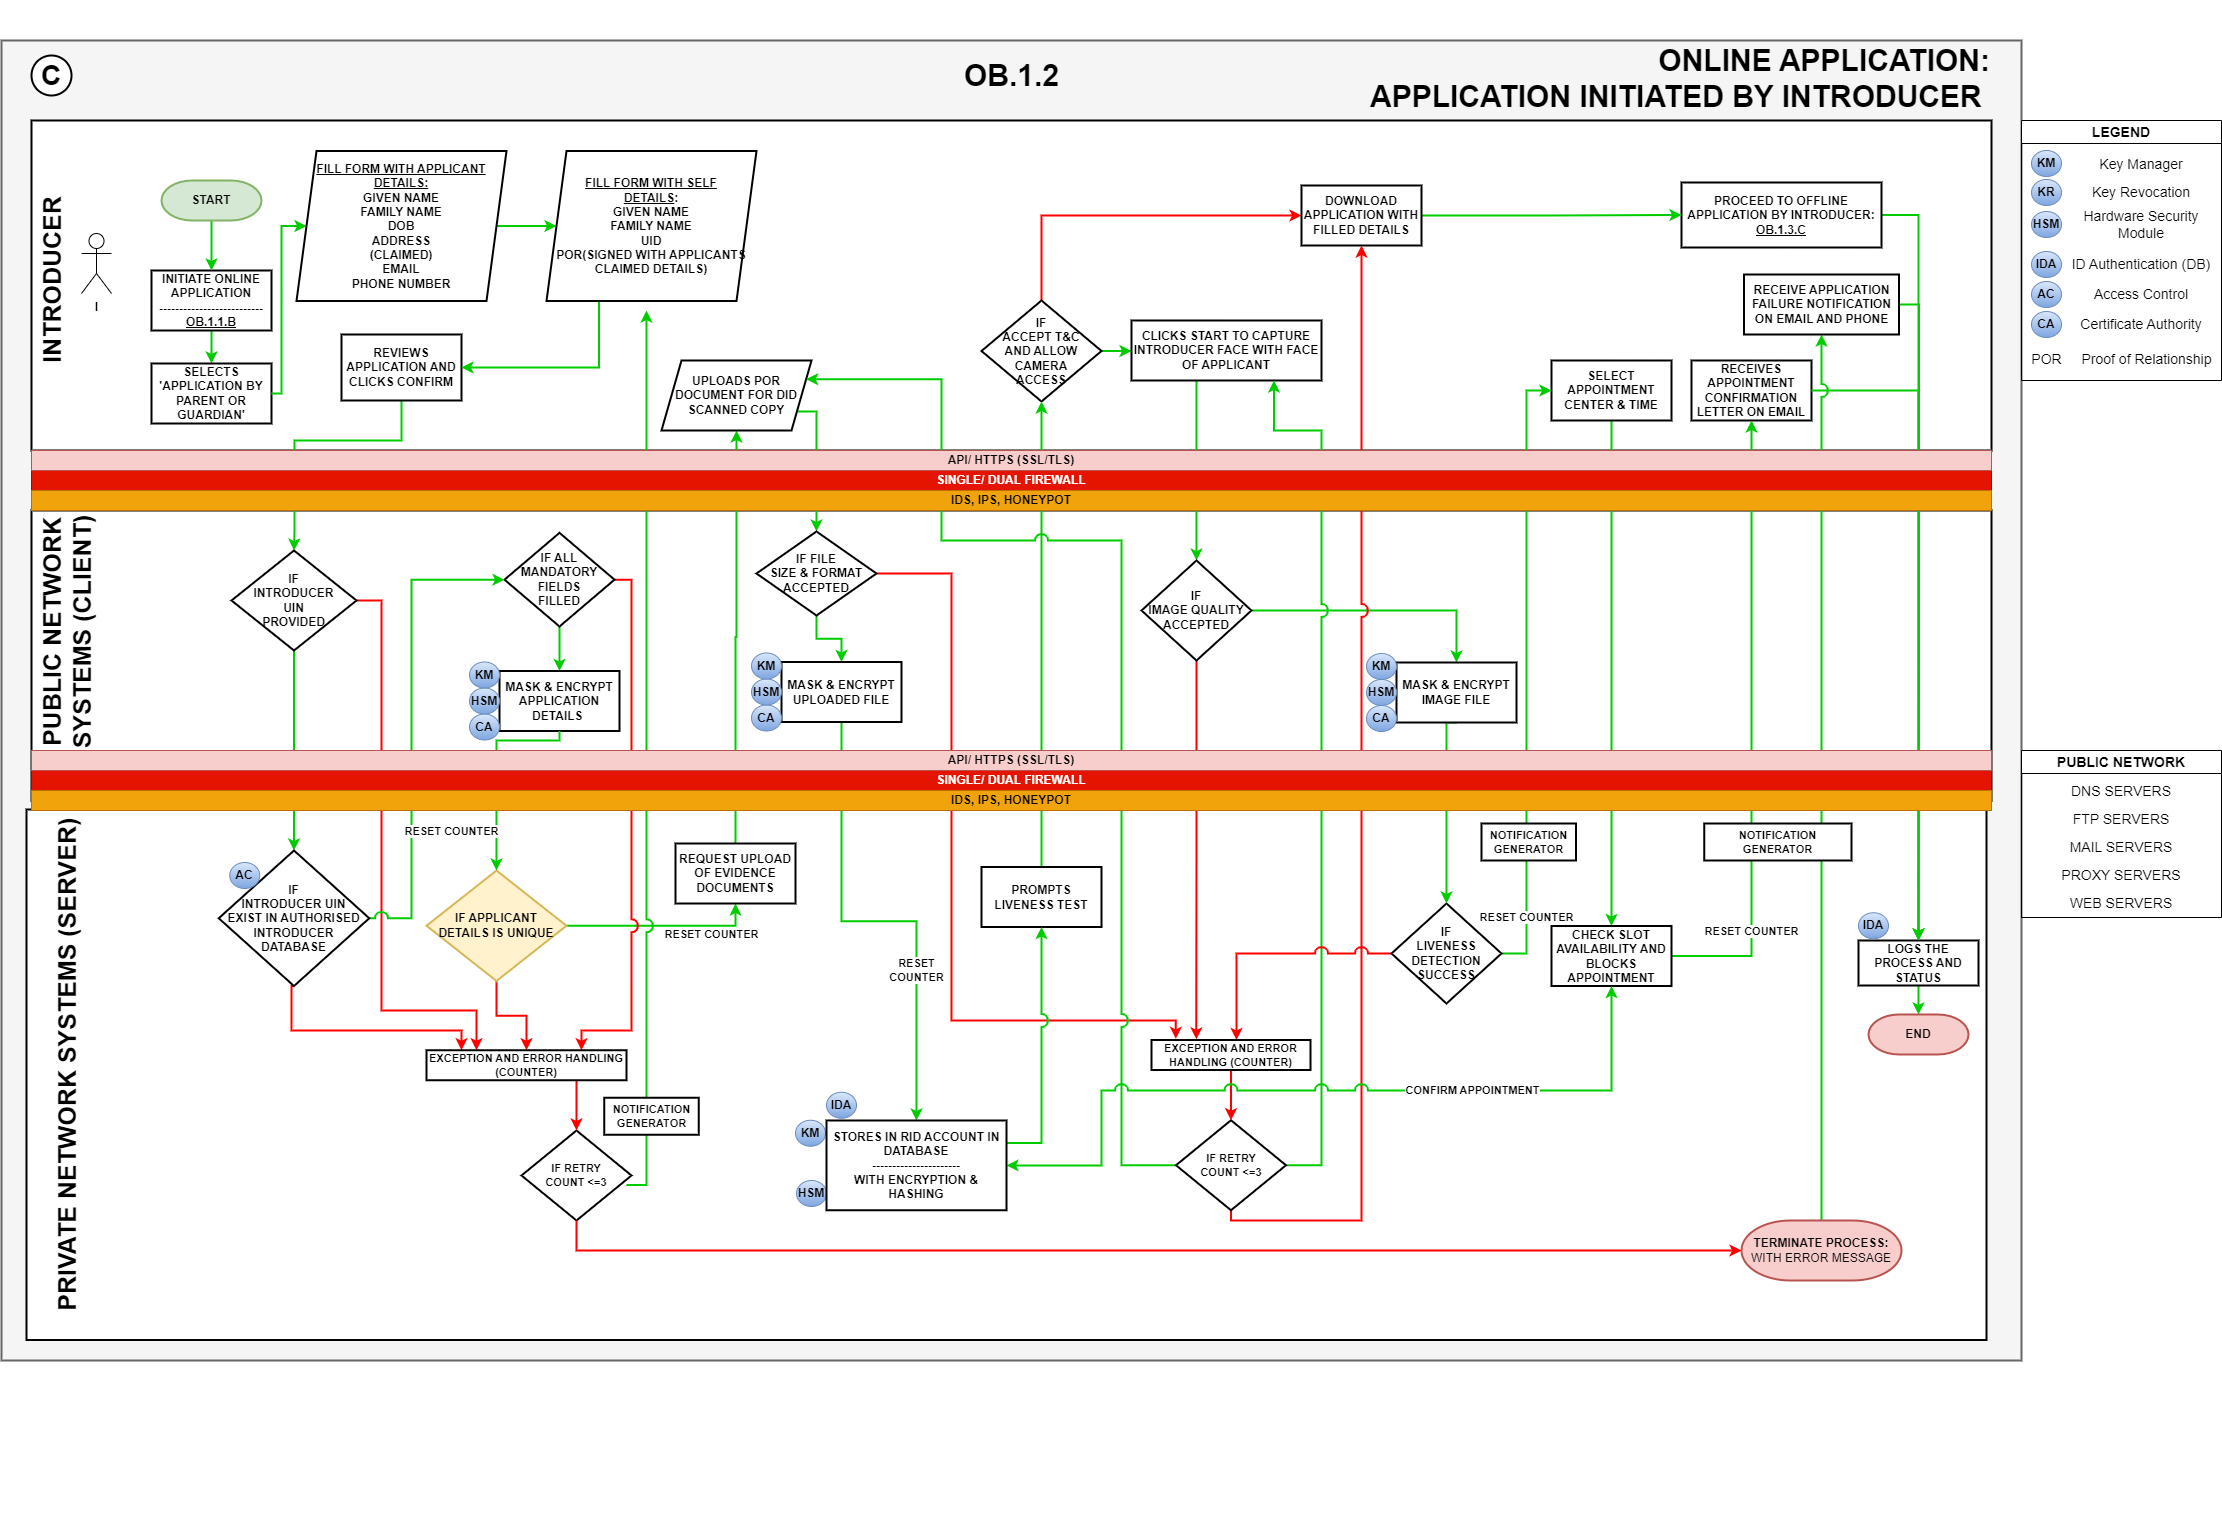 C
OB.1.2
ONLINE APPLICATION:
APPLICATION INITIATED BY INTRODUCER
INTRODUCER
I
START
INITIATE ONLINE
APPLICATION
--------------------------
OB.1.1.B
SELECTS
'APPLICATION BY
PARENT OR
GUARDIAN'
FILL FORM WITH APPLICANT
DETAILS:
GIVEN NAME
FAMILY NAME
DOB
ADDRESS
(CLAIMED)
EMAIL
PHONE NUMBER
FILL FORM WITH SELF
DETAILS:
GIVEN NAME
FAMILY NAME
UID
POR(SIGNED WITH APPLICANTS
CLAIMED DETAILS)
REVIEWS
APPLICATION AND
CLICKS CONFIRM
UPLOADS POR
DOCUMENT FOR DID
SCANNED COPY
IF
ACCEPT T&C
AND ALLOW
CAMERA
ACCESS
CLICKS START TO CAPTURE
INTRODUCER FACE WITH FACE
OF APPLICANT
DOWNLOAD
APPLICATION WITH
FILLED DETAILS
PROCEED TO OFFLINE
APPLICATION BY INTRODUCER:
OB.1.3.C
RECEIVE APPLICATION
FAILURE NOTIFICATION
ON EMAIL AND PHONE
SELECT
APPOINTMENT
CENTER & TIME
RECEIVES
APPOINTMENT
CONFIRMATION
LETTER ON EMAIL
API/ HTTPS (SSL/TLS)
SINGLE/ DUAL FIREWALL
IDS, IPS, HONEYPOT
PUBLIC NETWORK
SYSTEMS (CLIENT)
IF
INTRODUCER
UIN
PROVIDED
IF ALL
MANDATORY
FIELDS
FILLED
KM
HSM
CA
MASK & ENCRYPT
APPLICATION
DETAILS
IF FILE
SIZE & FORMAT
ACCEPTED
KM
HSM
CA
MASK & ENCRYPT
UPLOADED FILE
IF
IMAGE QUALITY
ACCEPTED
KM
HSM
CA
MASK & ENCRYPT
IMAGE FILE
API/ HTTPS (SSL/TLS)
SINGLE/ DUAL FIREWALL
IDS, IPS, HONEYPOT
PRIVATE NETWORK SYSTEMS (SERVER)
AC
IF
INTRODUCER UIN
EXIST IN AUTHORISED
INTRODUCER
DATABASE
RESET COUNTER
IF APPLICANT
DETAILS IS UNIQUE
REQUEST UPLOAD
OF EVIDENCE
DOCUMENTS
RESET COUNTER
EXCEPTION AND ERROR HANDLING
(COUNTER)
NOTIFICATION
GENERATOR
IF RETRY
COUNT <=3
RESET
COUNTER
IDA
KM
HSM
STORES IN RID ACCOUNT IN
DATABASE
----------------------
WITH ENCRYPTION &
HASHING
PROMPTS
LIVENESS TEST
EXCEPTION AND ERROR
HANDLING (COUNTER)
IF RETRY
COUNT <=3
IF
LIVENESS
DETECTION
SUCCESS
NOTIFICATION
GENERATOR
RESET COUNTER
CHECK SLOT
AVAILABILITY AND
BLOCKS
APPOINTMENT
CONFIRM APPOINTMENT
NOTIFICATION
GENERATOR
RESET COUNTER
IDA
LOGS THE
PROCESS AND
STATUS
END
TERMINATE PROCESS:
WITH ERROR MESSAGE
LEGEND
KM Key Manager
KR Key Revocation
HSM Hardware Security
Module
IDA ID Authentication (DB)
AC Access Control
CA Certificate Authority
POR Proof of Relationship
PUBLIC NETWORK
DNS SERVERS
FTP SERVERS
MAIL SERVERS
PROXY SERVERS
WEB SERVERS